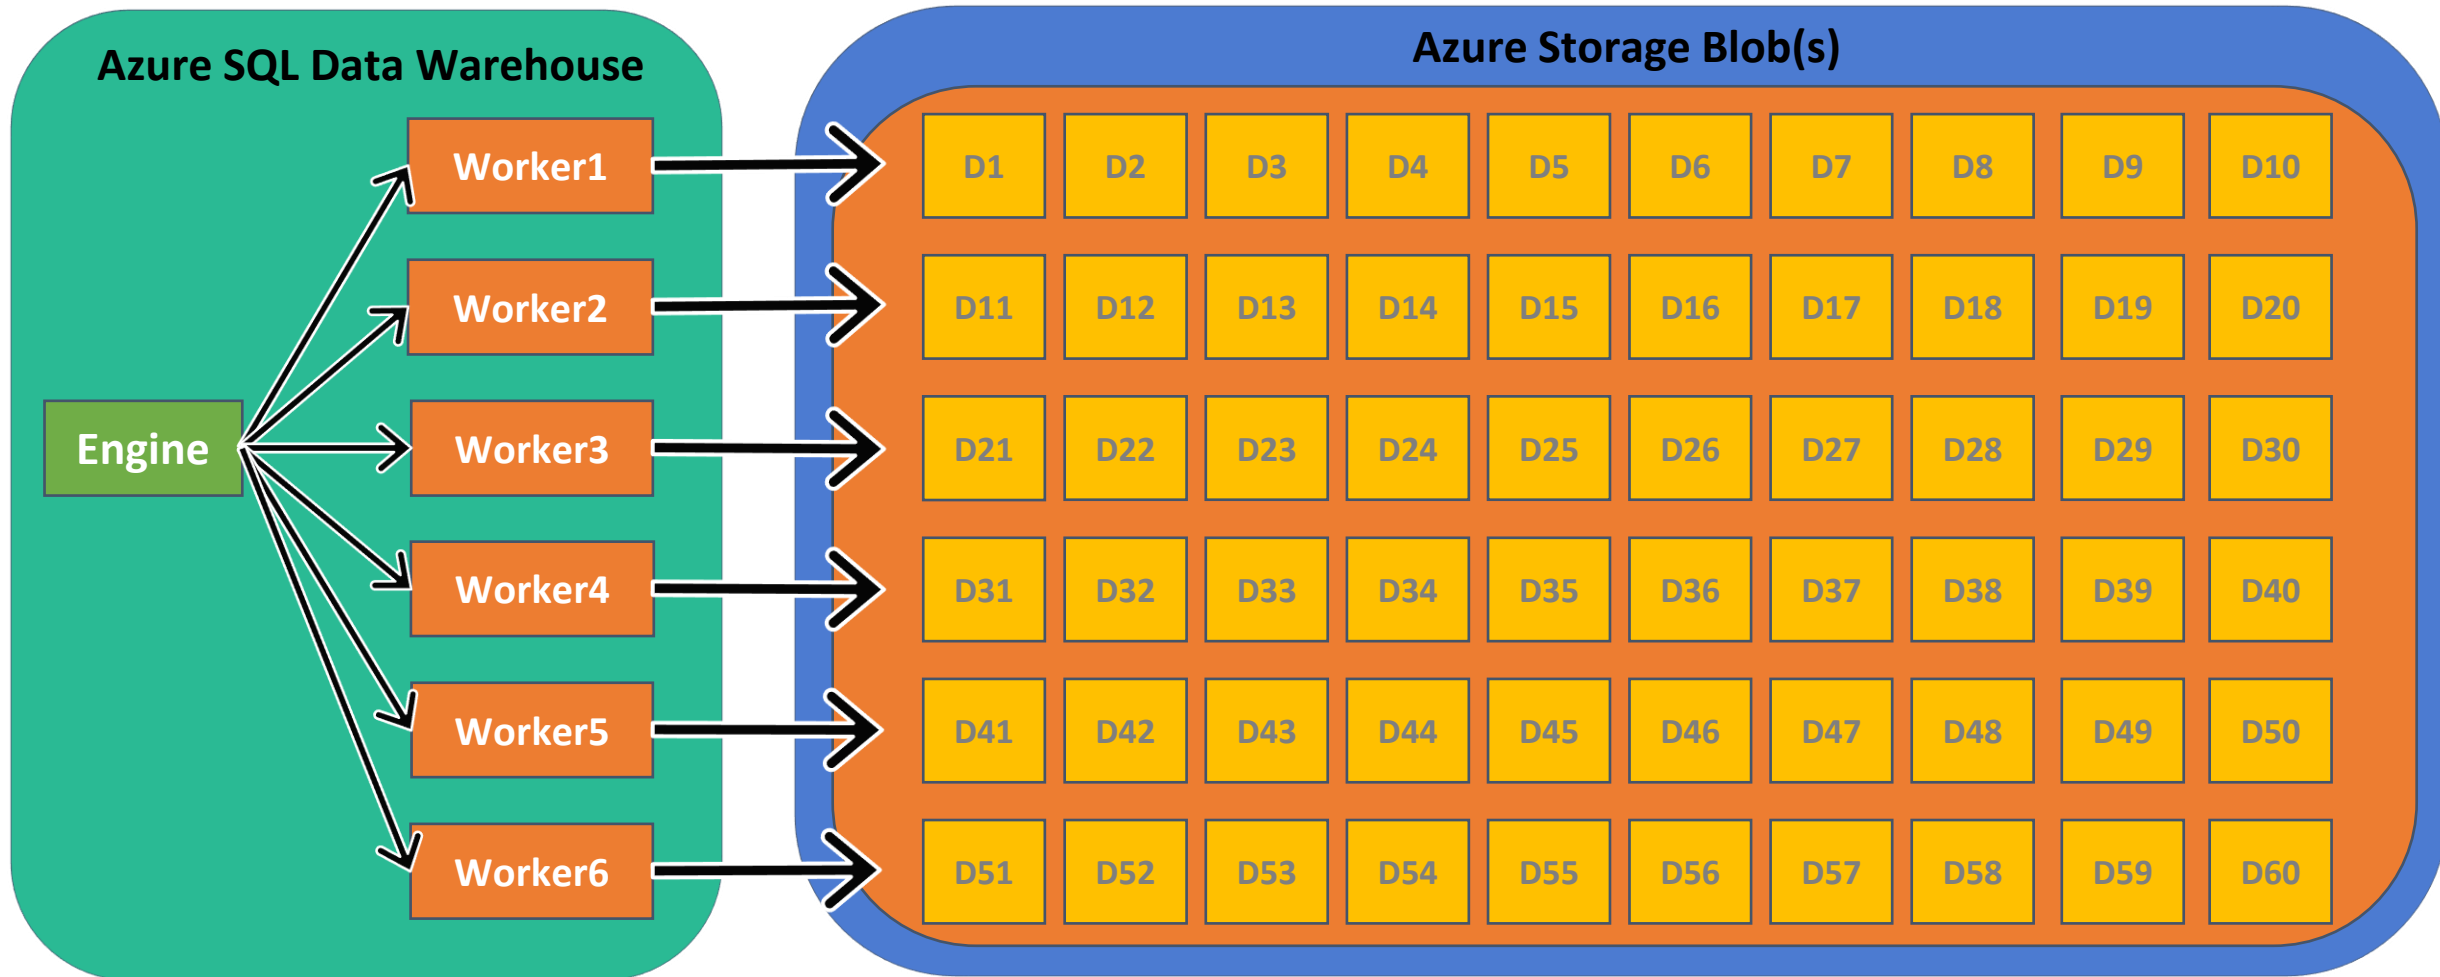 Azure SQL Data Warehouse
Azure Storage Blob(s)
Engine
Worker1
Worker2
Worker3
Worker4
Worker5
Worker6
D1 D2 D3 D4 D5 D6 D7 D8 D9 D10
D11 D12 D13 D14 D15 D16 D17 D18 D19 D20
D21 D22 D23 D24 D25 D26 D27 D28 D29 D30
D31 D32 D33 D34 D35 D36 D37 D38 D39 D40
D41 D42 D43 D44 D45 D46 D47 D48 D49 D50
D51 D52 D53 D54 D55 D56 D57 D58 D59 D60